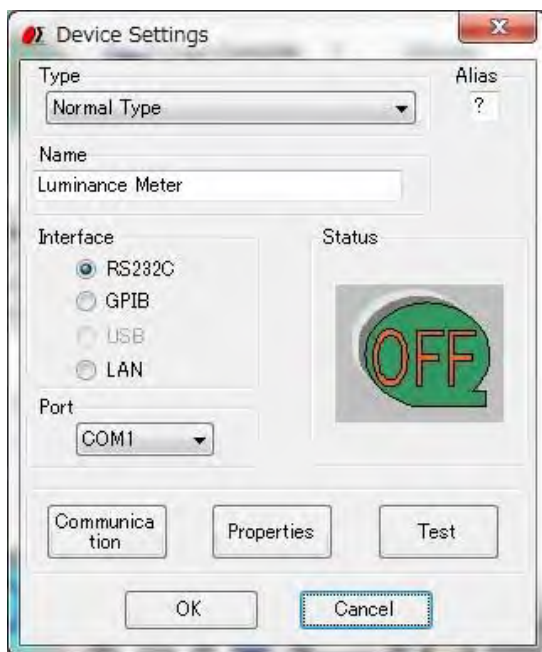 Device Settings
Type
Alias
Normal Type
?
Name
Luminance Meter
Interface
Status
RS232C
GPIB
USB
LAN
OFF
Port
COM1
Communica
tion
Properties
Test
OK
Cancel